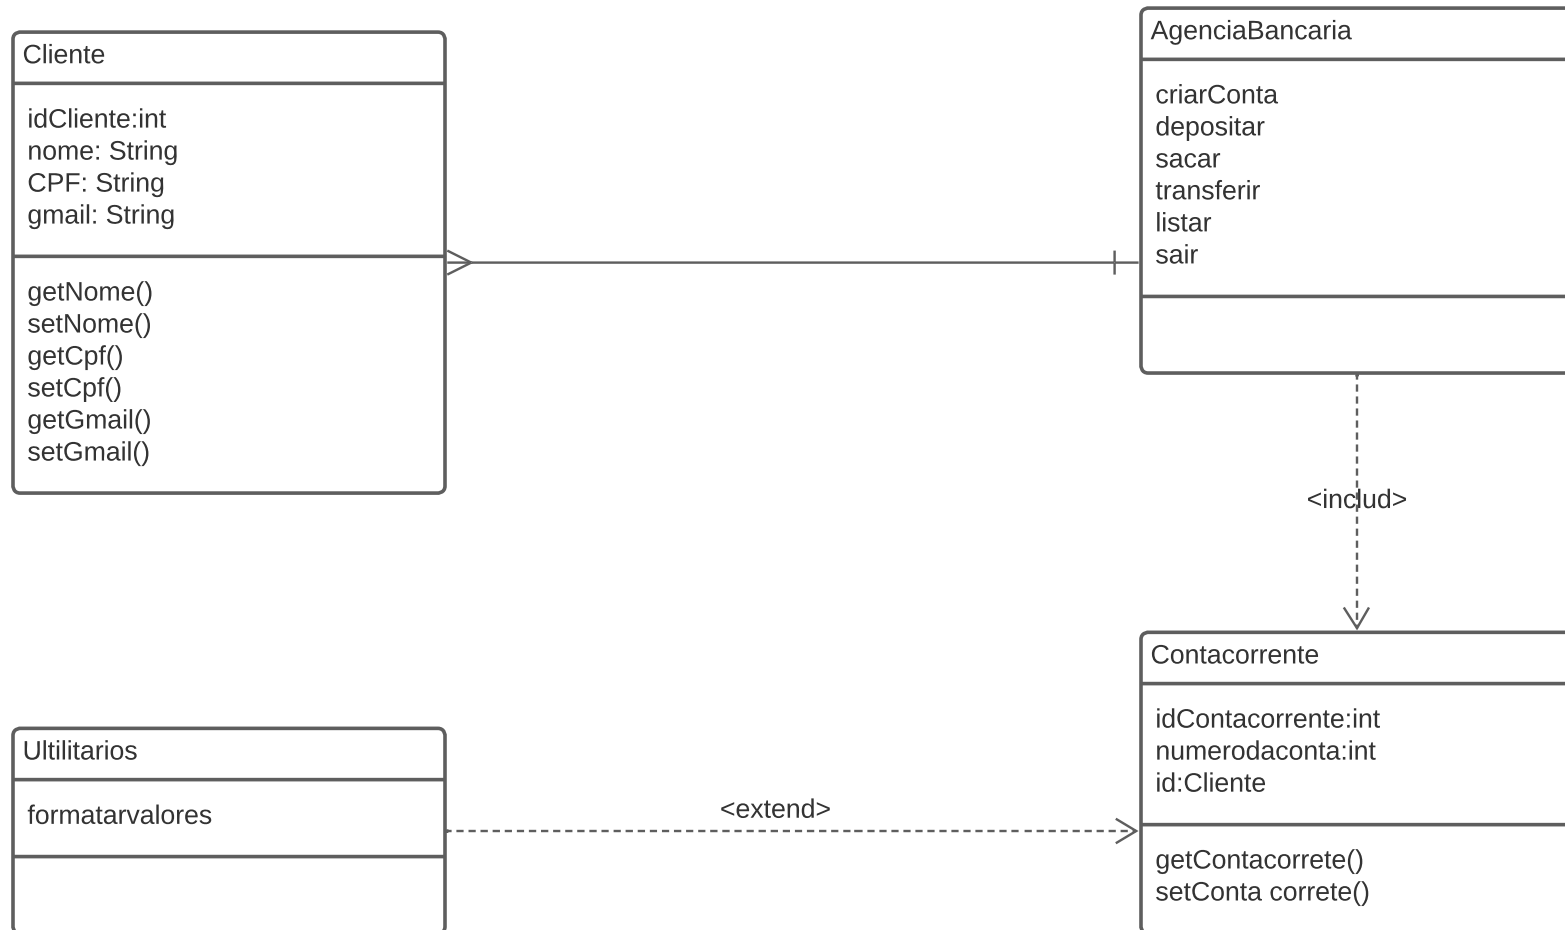 Cliente
idCliente:int
nome: String
CPF: String
gmail: String
getNome()
setNome()
getCpf()
setCpf()
getGmail()
setGmail()
AgenciaBancaria
criarConta
depositar
sacar
transferir
listar
sair
<includ>
Ultilitarios
formatarvalores
<extend>
Contacorrente
idContacorrente:int
numerodaconta:int
id:Cliente
getContacorrete()
setConta correte()